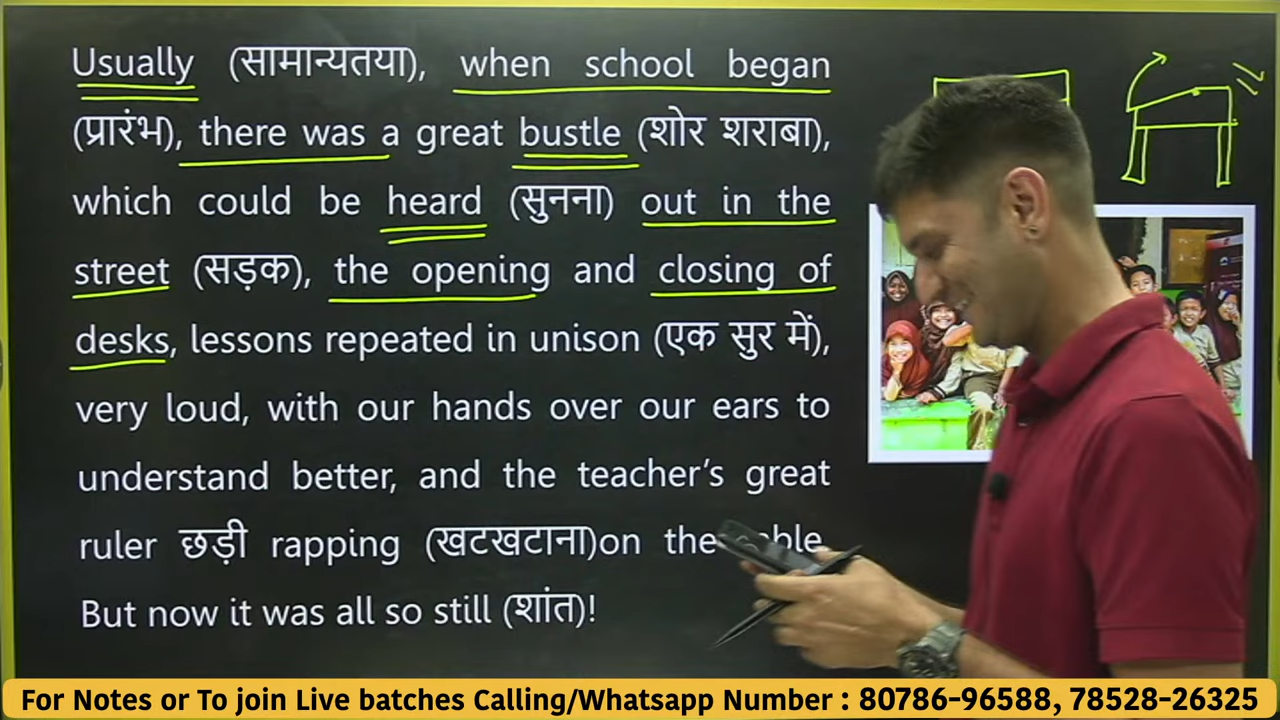 Usually (सामान्यतया), when school began
(प्रारंभ), there was a great bustle (शोर शराबा),
which could be heard (सुनना) out in the
street (सड़क), the opening and closing of
desks, lessons repeated in unison (एक सुर में),
very loud, with our hands over our ears to
understand better, and the teacher’s great
ruler छड़ी rapping (खटखटाना)on the
But now it was all so still (शांत)!
For Notes or To join Live batches Calling/Whatsapp Number : 80786-96588, 78528-26325